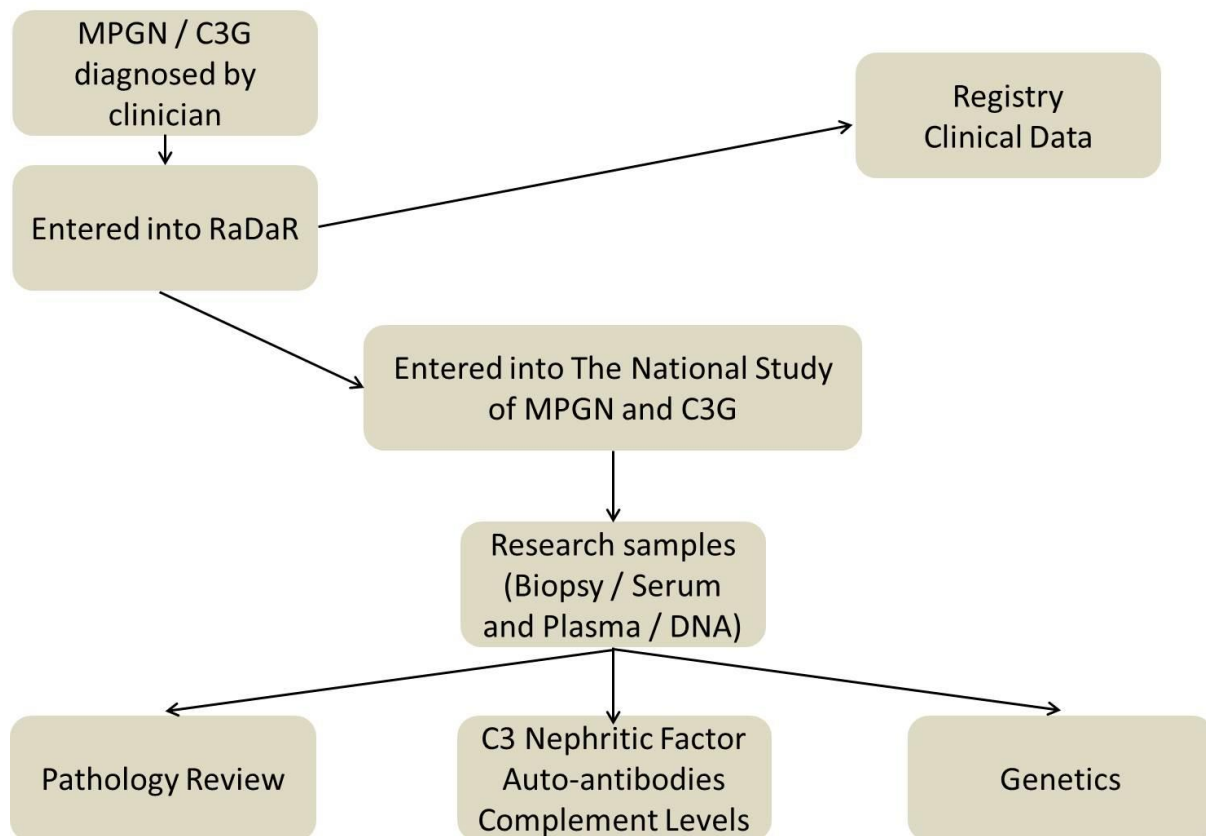 MPGN / C3G
diagnosed by
clinician
Registry
Clinical Data
Entered into RaDaR
Entered into The National Study
of MPGN and C3G
Research samples
(Biopsy / Serum
and Plasma / DNA)
Pathology Review
C3 Nephritic Factor
Auto-antibodies
Complement Levels
Genetics